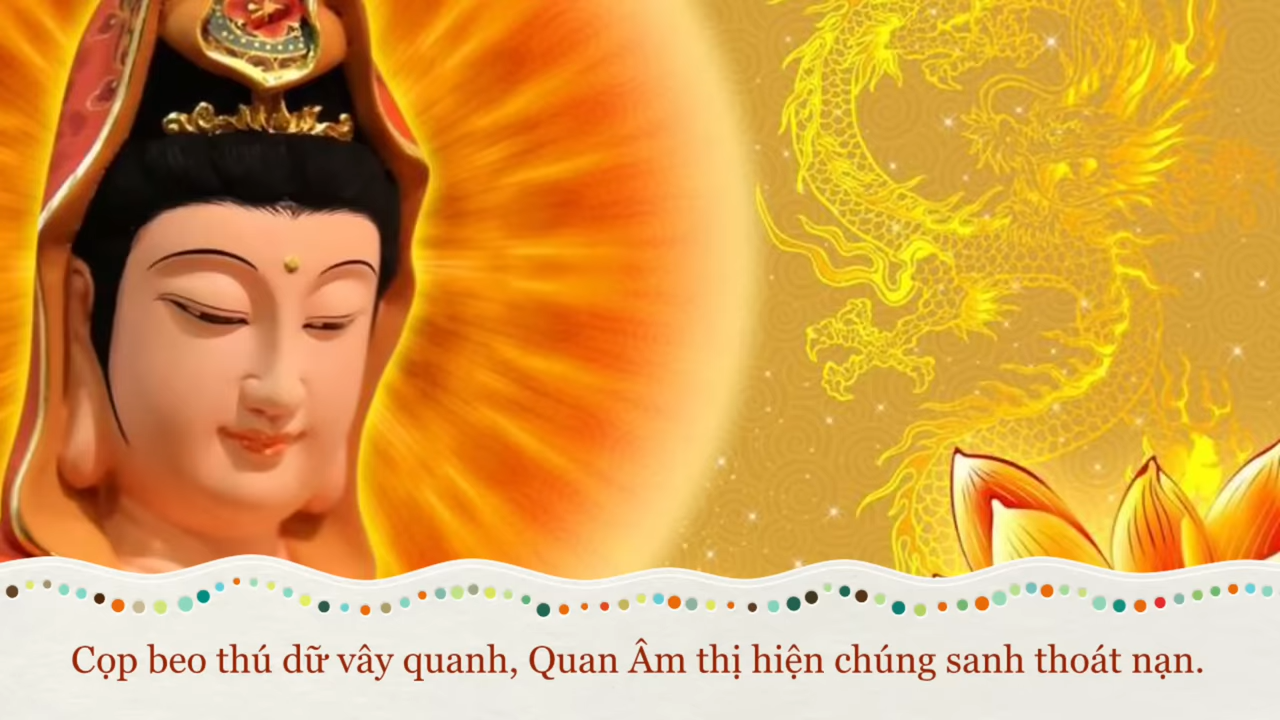 Cọp beo thú dữ vây quanh, Quan Âm thị hiện chúng sanh thoát nạn.